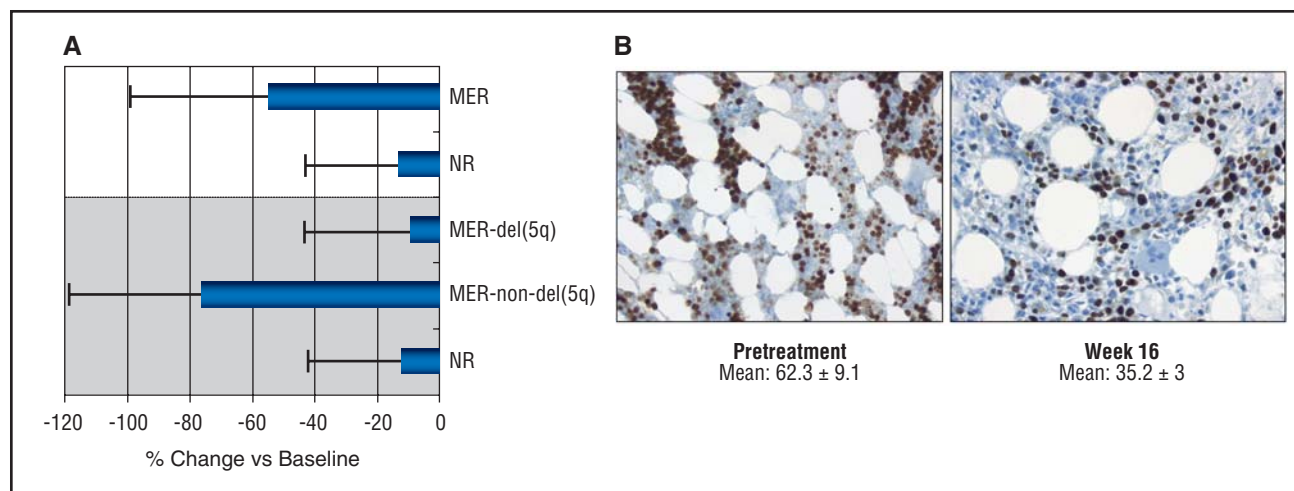 A
MER
NR
MER-del(5q)
MER-non-del(5q)
NR
-120 -100 -80 -60 -40 -20 0
% Change vs Baseline
B
Pretreatment
Mean: 62.3 ± 9.1
Week 16
Mean: 35.2 ± 3